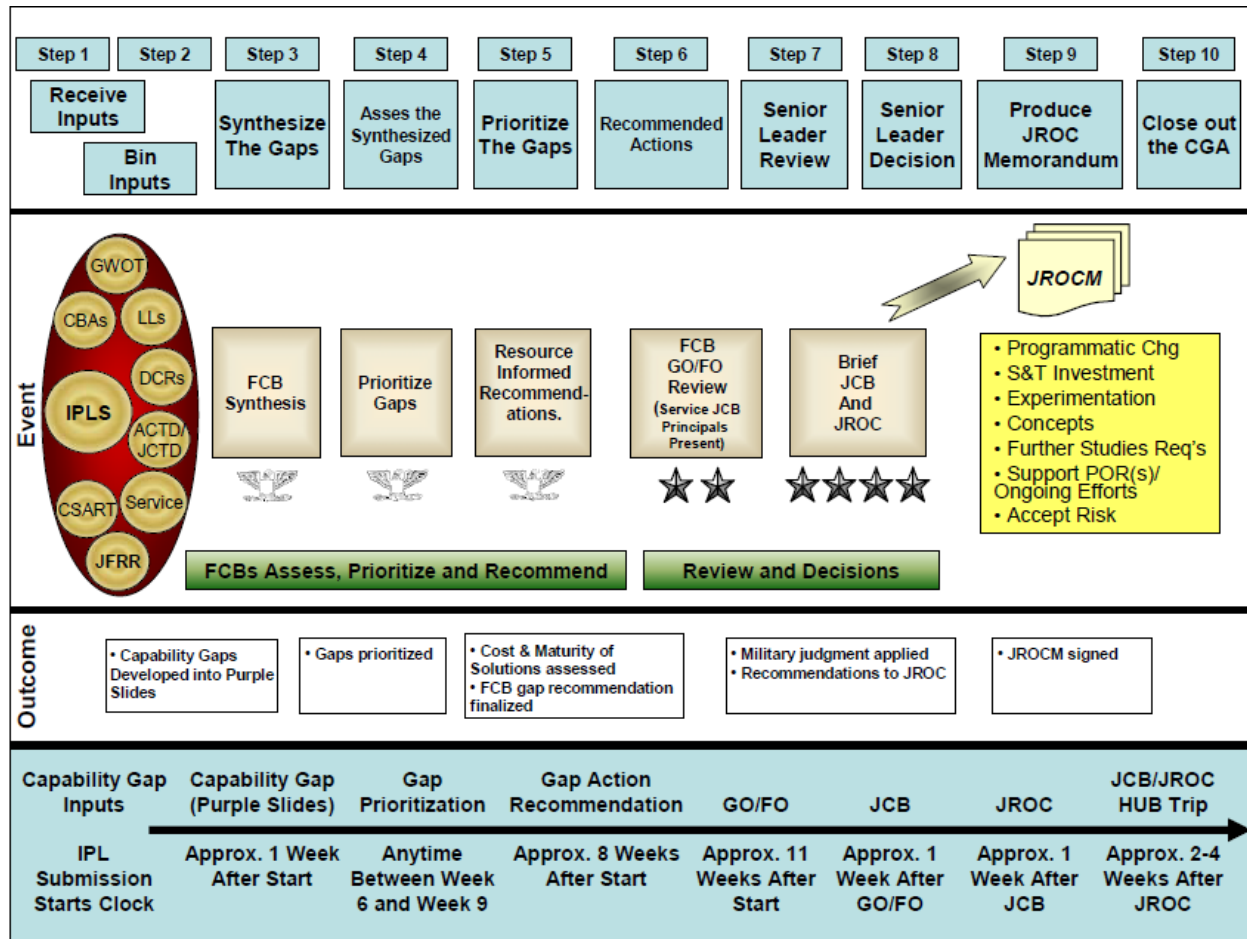 Step 1
Step 2
Step 3
Step 4
Step 5
Step 6
Step 7
Step 8
Step 9
Step 10
Receive
Inputs
Bin
Inputs
Synthesize
The Gaps
Asses the
Synthesized
Gaps
Prioritize
The Gaps
Recommended
Actions
Senior
Leader
Review
Senior
Leader
Decision
Produce
JROC
Memorandum
Close out
the CGA
Event
GWOT
CBAs
LLs
DCRs
IPLS
ACTD/
JCTD
CSART
Service
JFRR
FCB
Synthesis
Prioritize
Gaps
Resource
Informed
Recommend-
ations.
FCB
GO/FO
Review
(Service JCB
Principals
Present)
Brief
JCB
And
JROC
JROCM
• Programmatic Chg
• S&T Investment
• Experimentation
• Concepts
• Further Studies Req's
• Support POR(s)/
Ongoing Efforts
• Accept Risk
FCBs Assess, Prioritize and Recommend
Review and Decisions
Outcome
• Capability Gaps
Developed into Purple
Slides
• Gaps prioritized
• Cost & Maturity of
Solutions assessed
• FCB gap recommendation
finalized
• Military judgment applied
• Recommendations to JROC
• JROCM signed
Capability Gap
Inputs
Capability Gap
(Purple Slides)
Gap
Prioritization
Gap Action
Recommendation
GO/FO
JCB
JROC
JCB/JROC
HUB Trip
IPL
Submission
Starts Clock
Approx. 1 Week
After Start
Anytime
Between Week
6 and Week 9
Approx. 8 Weeks
After Start
Approx. 11
Weeks After
Start
Approx. 1
Week After
GO/FO
Approx. 1
Week After
JCB
Approx. 2-4
Weeks After
JROC